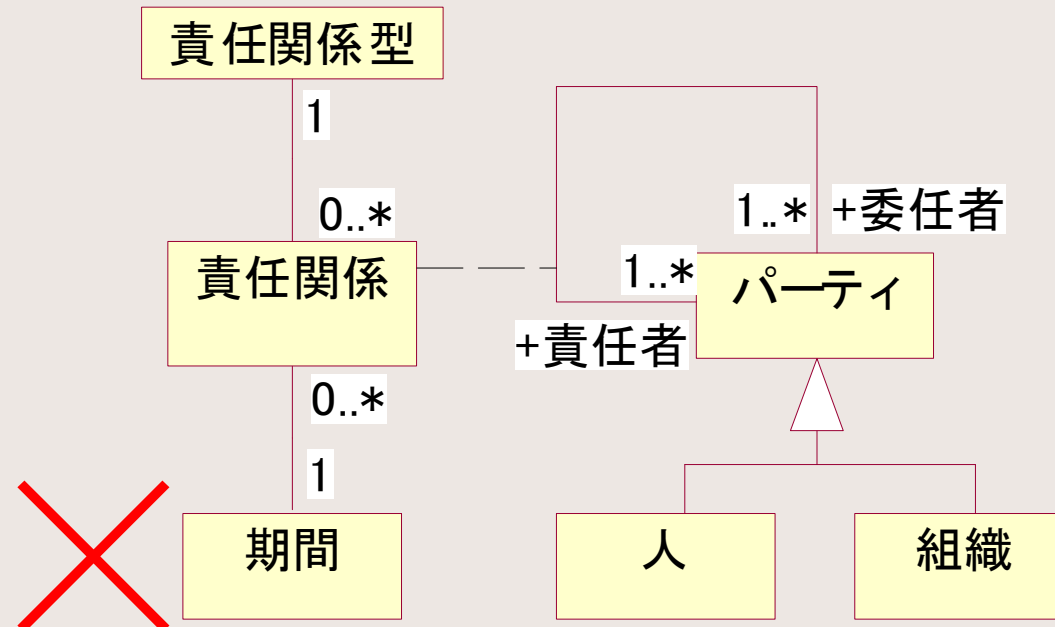 責任関係型
1
0..*
責任関係
0..*
1
期間
1..* +委任者
1..*
パーティ
+責任者
人
組織